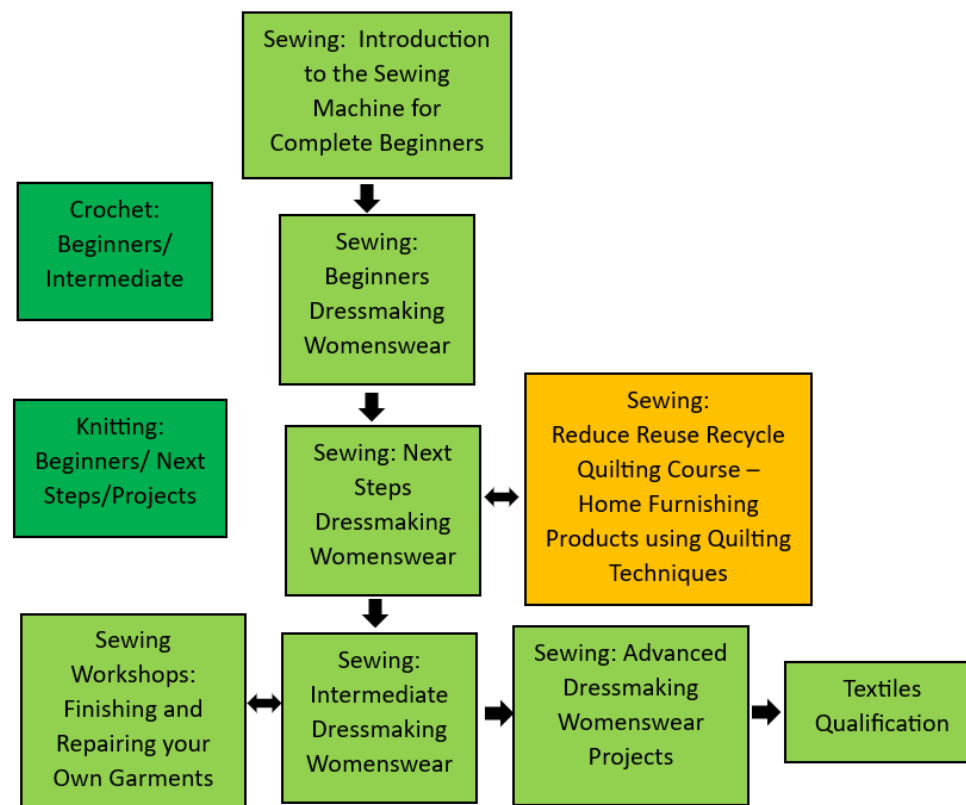 Sewing:  Introduction
to the Sewing
Machine for
Complete Beginners
Crochet:
Beginners/
Intermediate
Sewing:
Beginners
Dressmaking
Womenswear
Knitting:
Beginners/ Next
Steps/Projects
Sewing: Next
Steps
Dressmaking
Womenswear
Sewing:
Reduce Reuse Recycle
Quilting Course –
Home Furnishing
Products using Quilting
Techniques
Sewing
Workshops:
Finishing and
Repairing your
Own Garments
Sewing:
Intermediate
Dressmaking
Womenswear
Sewing: Advanced
Dressmaking
Womenswear
Projects
Textiles
Qualification